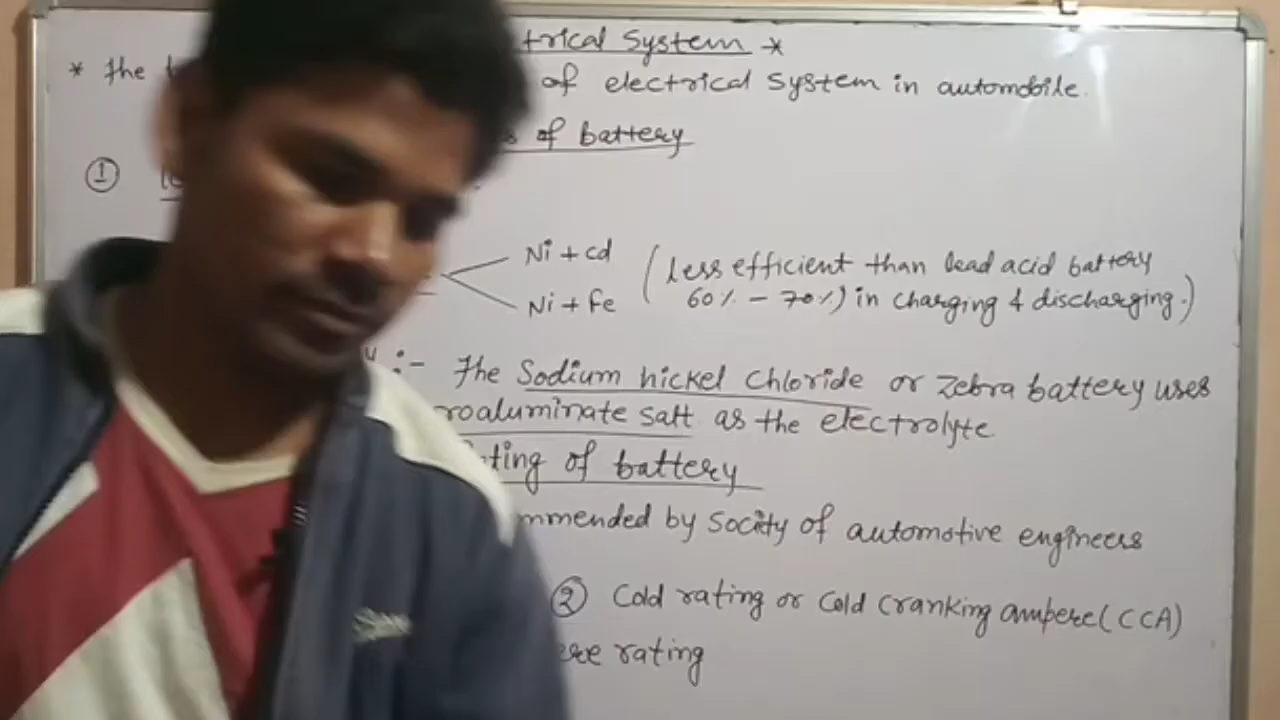 trical System *
* The of electrical system in automobile.
of battery
①
Ni + cd (less efficient than lead acid battery
Ni + fe 60% - 70%) in charging & discharging.)
:- The Sodium nickel chloride or zebra battery uses
roaluminate salt as the electrolyte
ting of battery
mmended by Socity of automotive engineers
② Cold rating or Cold cranking ampere (CCA)
ere rating